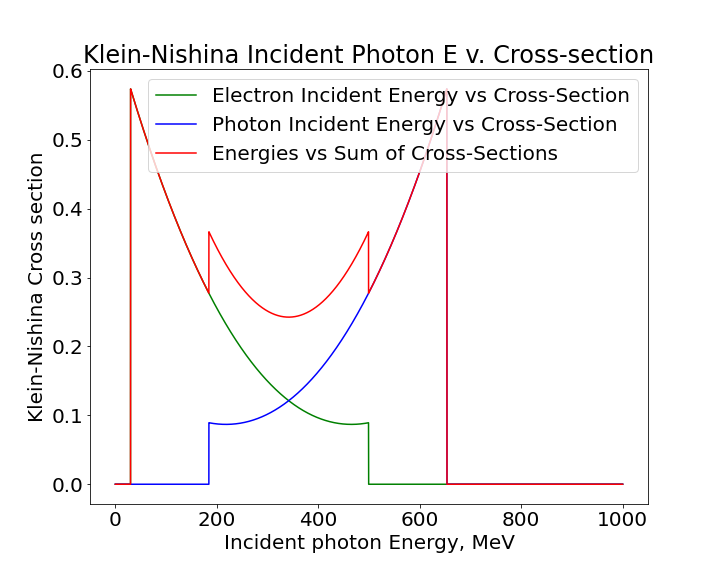 Klein-Nishina Incident Photon E v. Cross-section
0.6
0.5
0.4
0.3
0.2
0.1
0.0
Klein-Nishina Cross section
Electron Incident Energy vs Cross-Section
Photon Incident Energy vs Cross-Section
Energies vs Sum of Cross-Sections
0 200 400 600 800 1000
Incident photon Energy, MeV